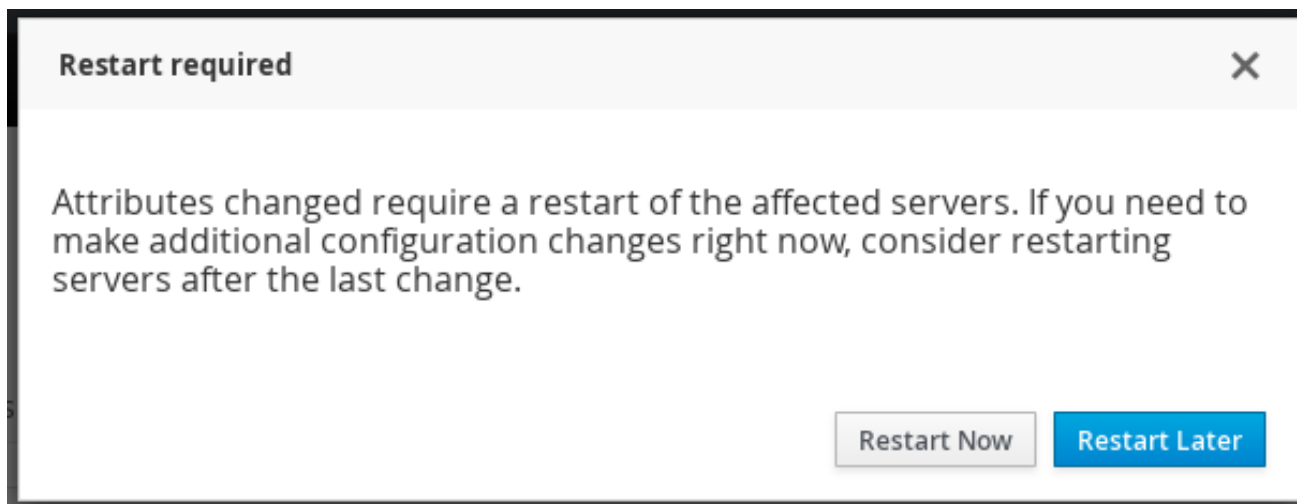 Restart required
Attributes changed require a restart of the affected servers. If you need to
make additional configuration changes right now, consider restarting
servers after the last change.
Restart Now
Restart Later